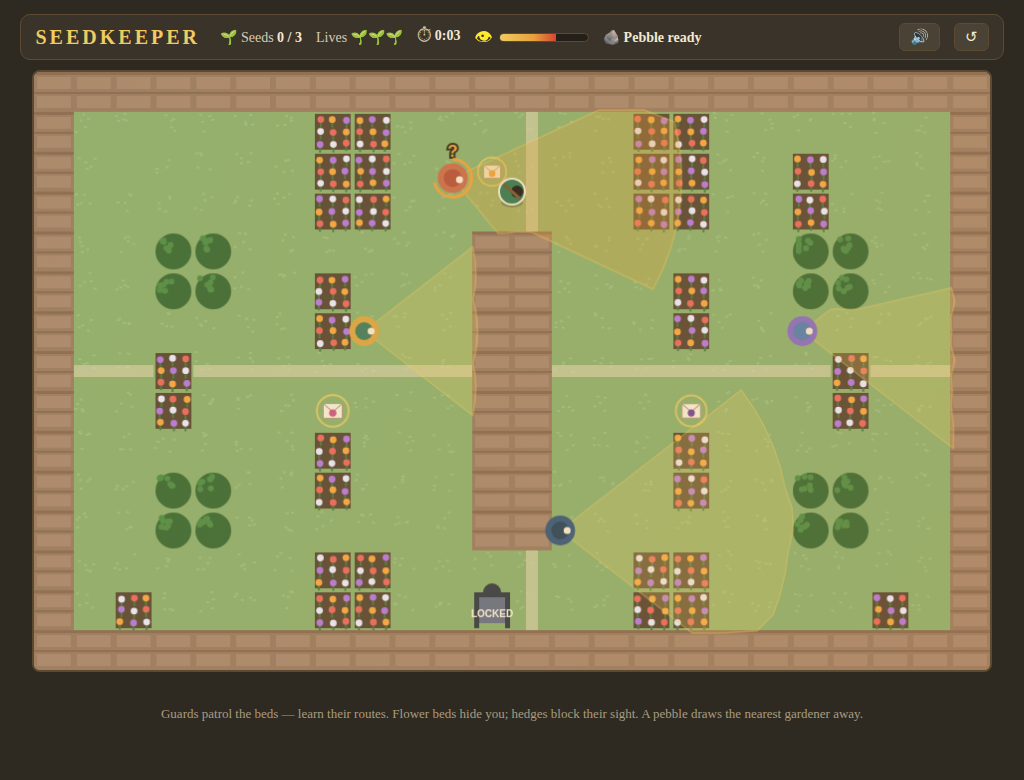 SEEDKEEPER Seeds 0 / 3 Lives 0:03 Pebble ready
?
LOCKED
Guards patrol the beds — learn their routes. Flower beds hide you; hedges block their sight. A pebble draws the nearest gardener away.